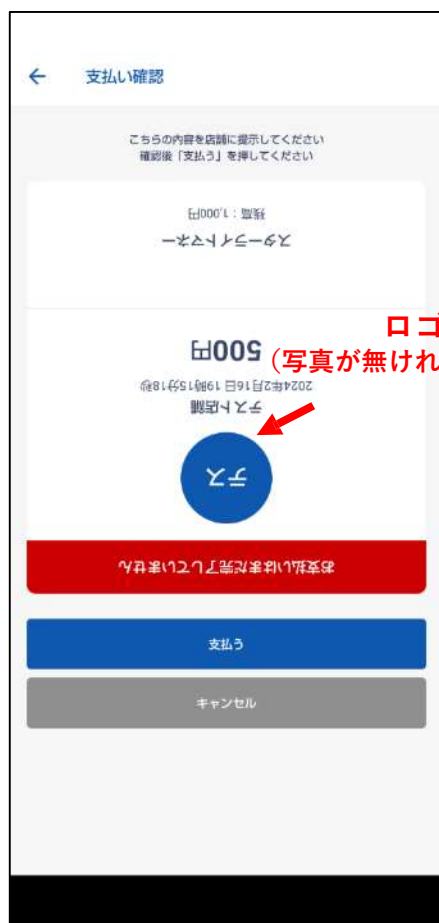 支払い確認
こちらの内容を店舗に提示してください
確認後「支払う」を押してください
残高：1,000円
スターライトマネー
500円
2024年2月16日 19時15分18秒
テスト店舗
テス
お支払いはまだ完了していません
支払う
キャンセル
ロゴ
（写真が無けれ